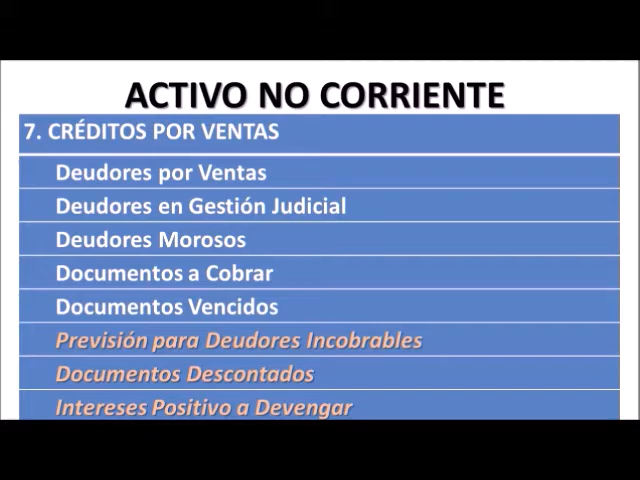 ACTIVO NO CORRIENTE
7. CRÉDITOS POR VENTAS
Deudores por Ventas
Deudores en Gestión Judicial
Deudores Morosos
Documentos a Cobrar
Documentos Vencidos
Previsión para Deudores Incobrables
Documentos Descontados
Intereses Positivo a Devengar